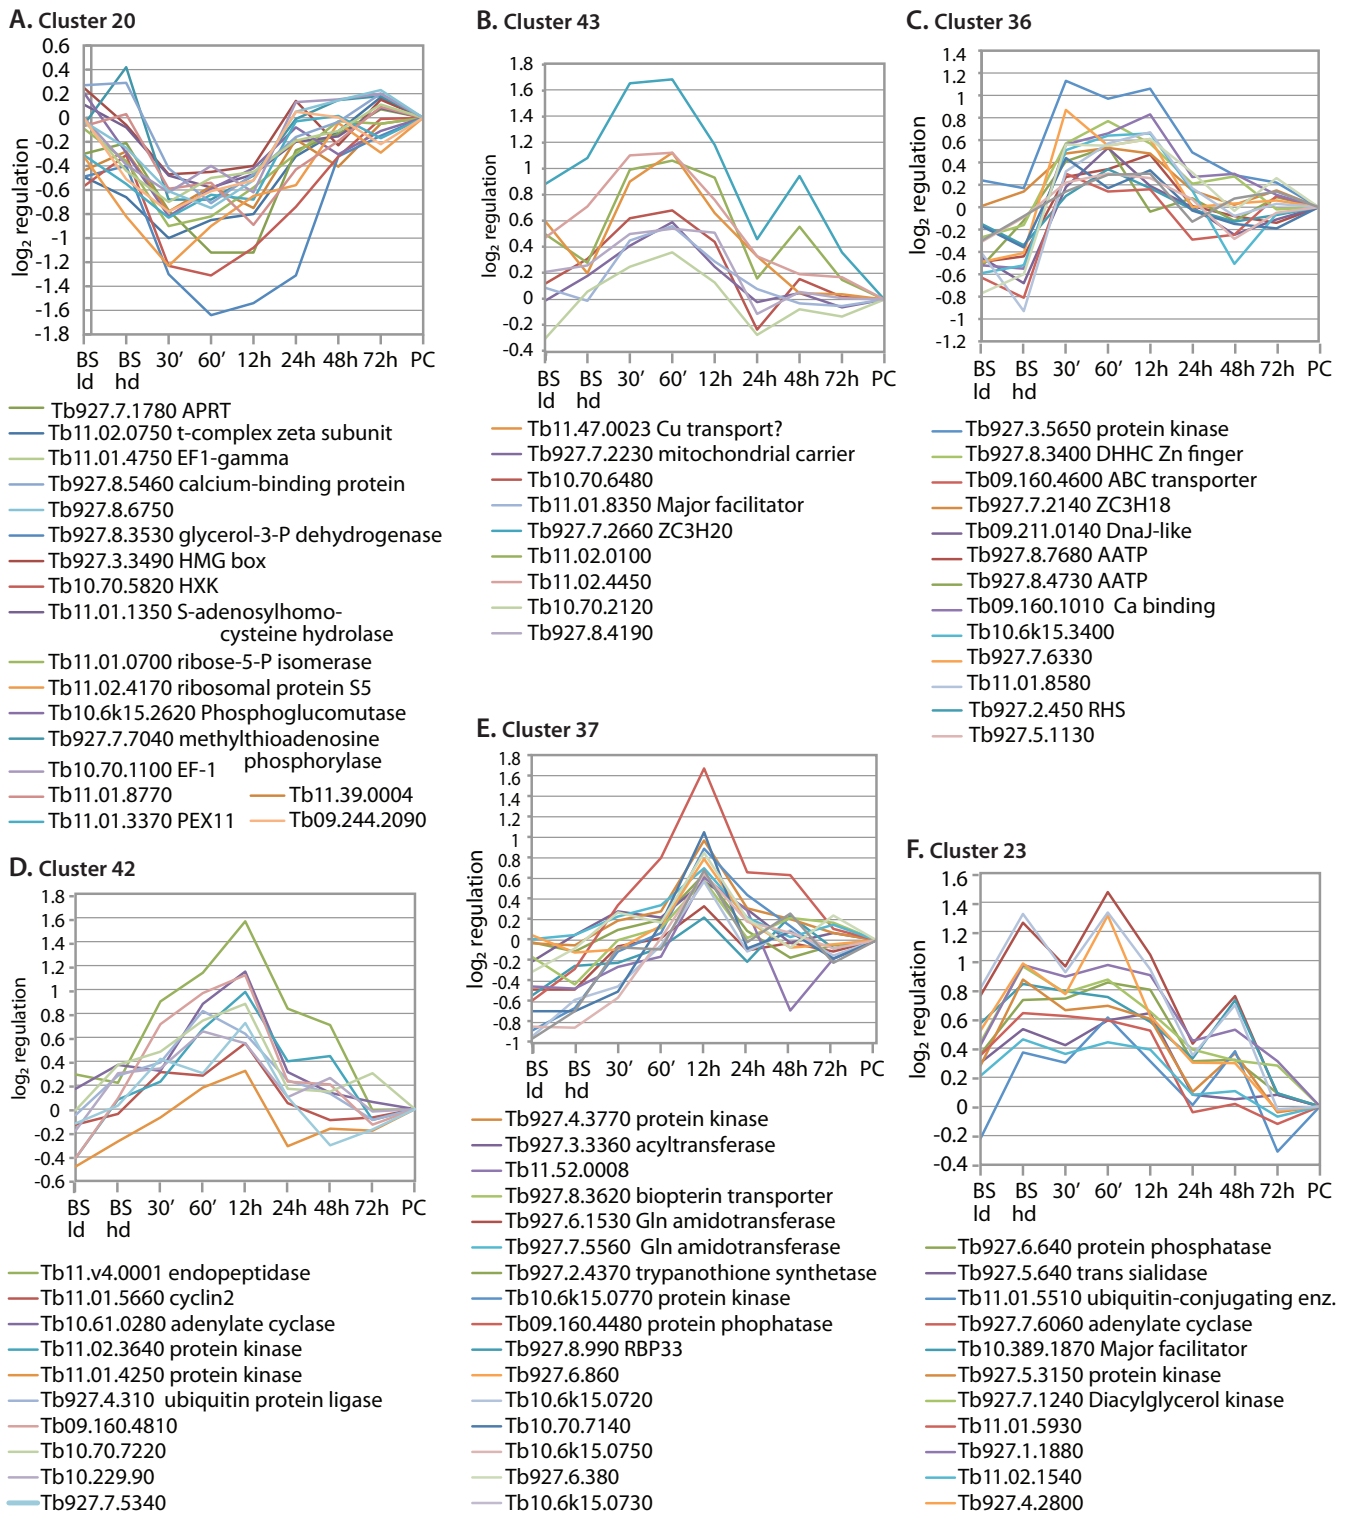 A. Cluster 20
log₂ regulation
0.6
0.4
0.2
0
-0.2
-0.4
-0.6
-0.8
-1
-1.2
-1.4
-1.6
-1.8
BS ld
BS hd
30′
60′
12h
24h
48h
72h
PC
Tb927.7.1780 APRT
Tb11.02.0750 t-complex zeta subunit
Tb11.01.4750 EF1-gamma
Tb927.8.5460 calcium-binding protein
Tb927.8.6750
Tb927.8.3530 glycerol-3-P dehydrogenase
Tb927.3.3490 HMG box
Tb10.70.5820 HXK
Tb11.01.1350 S-adenosylhomo-
cysteine hydrolase
Tb11.01.0700 ribose-5-P isomerase
Tb11.02.4170 ribosomal protein S5
Tb10.6k15.2620 Phosphoglucomutase
Tb927.7.7040 methylthioadenosine
phosphorylase
Tb10.70.1100 EF-1
Tb11.01.8770
Tb11.39.0004
Tb11.01.3370 PEX11
Tb09.244.2090
B. Cluster 43
log₂ regulation
1.8
1.6
1.4
1.2
1
0.8
0.6
0.4
0.2
0
-0.2
-0.4
BS ld
BS hd
30′
60′
12h
24h
48h
72h
PC
Tb11.47.0023 Cu transport?
Tb927.7.2230 mitochondrial carrier
Tb10.70.6480
Tb11.01.8350 Major facilitator
Tb927.7.2660 ZC3H20
Tb11.02.0100
Tb11.02.4450
Tb10.70.2120
Tb927.8.4190
C. Cluster 36
log₂ regulation
1.4
1.2
1
0.8
0.6
0.4
0.2
0
-0.2
-0.4
-0.6
-0.8
-1
-1.2
BS ld
BS hd
30′
60′
12h
24h
48h
72h
PC
Tb927.3.5650 protein kinase
Tb927.8.3400 DHHC Zn finger
Tb09.160.4600 ABC transporter
Tb927.7.2140 ZC3H18
Tb09.211.0140 DnaJ-like
Tb927.8.7680 AATP
Tb927.8.4730 AATP
Tb09.160.1010 Ca binding
Tb10.6k15.3400
Tb927.7.6330
Tb11.01.8580
Tb927.2.450 RHS
Tb927.5.1130
D. Cluster 42
log₂ regulation
1.8
1.6
1.4
1.2
1
0.8
0.6
0.4
0.2
0
-0.2
-0.4
-0.6
BS ld
BS hd
30′
60′
12h
24h
48h
72h
PC
Tb11.v4.0001 endopeptidase
Tb11.01.5660 cyclin2
Tb10.61.0280 adenylate cyclase
Tb11.02.3640 protein kinase
Tb11.01.4250 protein kinase
Tb927.4.310 ubiquitin protein ligase
Tb09.160.4810
Tb10.70.7220
Tb10.229.90
Tb927.7.5340
E. Cluster 37
log₂ regulation
1.8
1.6
1.4
1.2
1
0.8
0.6
0.4
0.2
0
-0.2
-0.4
-0.6
-0.8
-1
BS ld
BS hd
30′
60′
12h
24h
48h
72h
PC
Tb927.4.3770 protein kinase
Tb927.3.3360 acyltransferase
Tb11.52.0008
Tb927.8.3620 biopterin transporter
Tb927.6.1530 Gln amidotransferase
Tb927.7.5560 Gln amidotransferase
Tb927.2.4370 trypanothione synthetase
Tb10.6k15.0770 protein kinase
Tb09.160.4480 protein phophatase
Tb927.8.990 RBP33
Tb927.6.860
Tb10.6k15.0720
Tb10.70.7140
Tb10.6k15.0750
Tb927.6.380
Tb10.6k15.0730
F. Cluster 23
log₂ regulation
1.6
1.4
1.2
1
0.8
0.6
0.4
0.2
0
-0.2
-0.4
BS ld
BS hd
30′
60′
12h
24h
48h
72h
PC
Tb927.6.640 protein phosphatase
Tb927.5.640 trans sialidase
Tb11.01.5510 ubiquitin-conjugating enz.
Tb927.7.6060 adenylate cyclase
Tb10.389.1870 Major facilitator
Tb927.5.3150 protein kinase
Tb927.7.1240 Diacylglycerol kinase
Tb11.01.5930
Tb927.1.1880
Tb11.02.1540
Tb927.4.2800